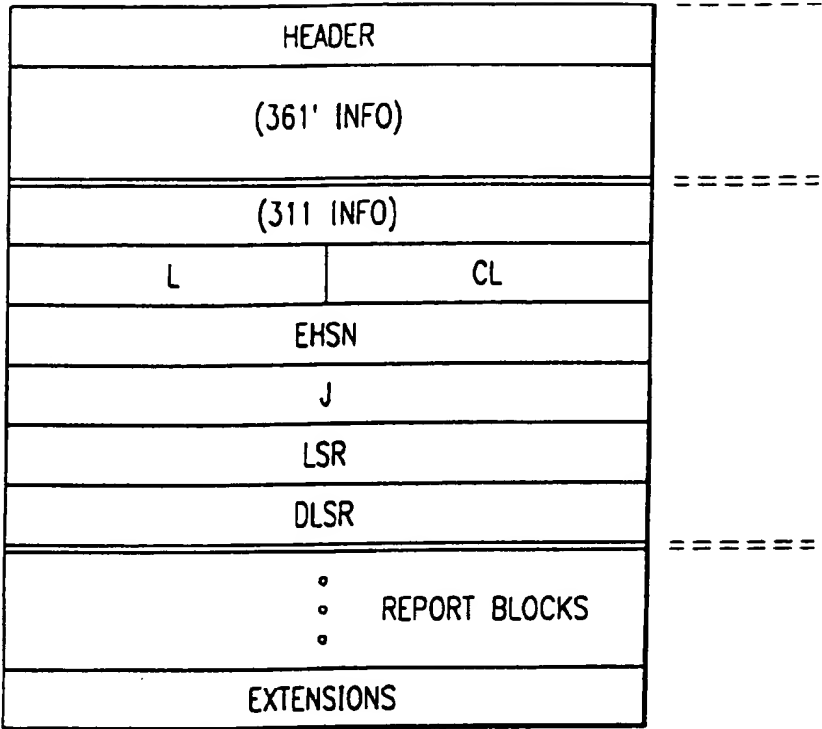 HEADER
(361' INFO)
(311 INFO)
L CL
EHSN
J
LSR
DLSR
REPORT BLOCKS
EXTENSIONS